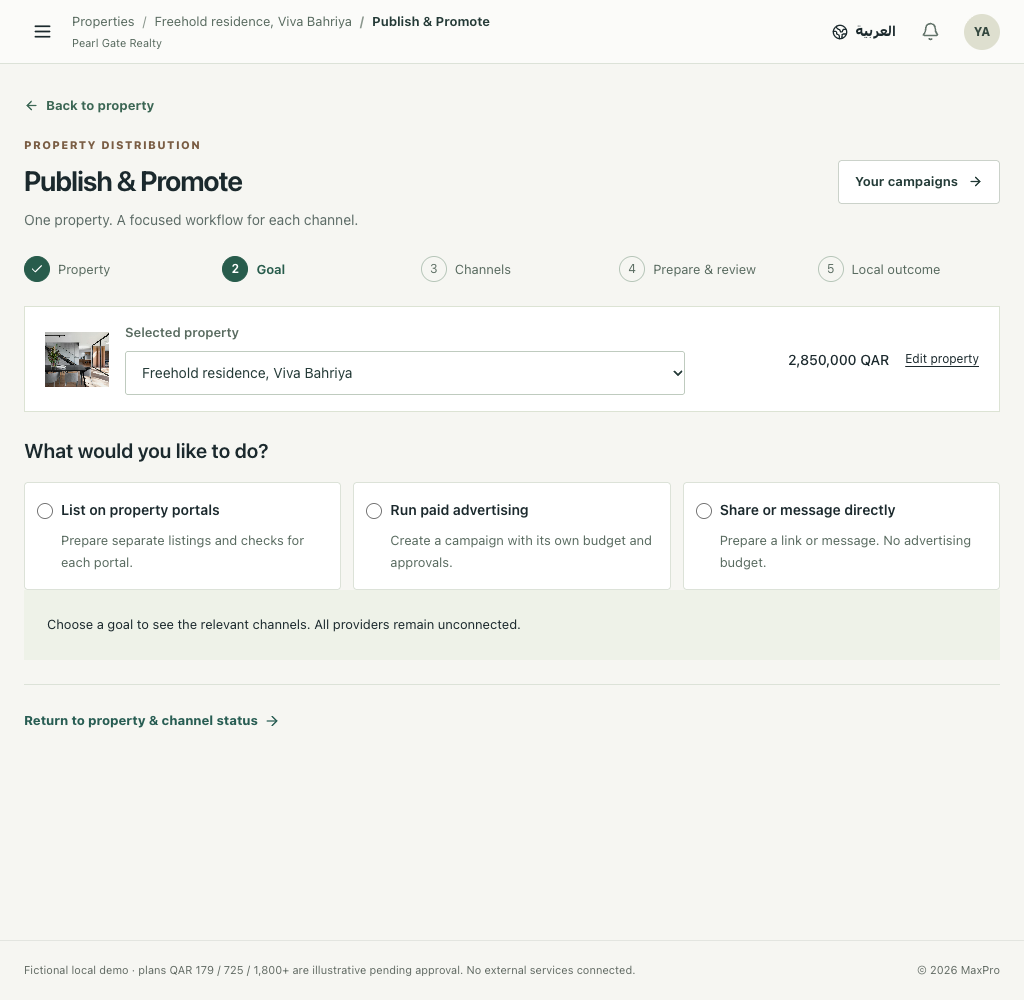 Properties / Freehold residence, Viva Bahriya / Publish & Promote
Pearl Gate Realty
العربية
YA
Back to property
PROPERTY DISTRIBUTION
Publish & Promote
Your campaigns
One property. A focused workflow for each channel.
Property
2 Goal
3 Channels
4 Prepare & review
5 Local outcome
Selected property
Freehold residence, Viva Bahriya
2,850,000 QAR
Edit property
What would you like to do?
List on property portals
Prepare separate listings and checks for
each portal.
Run paid advertising
Create a campaign with its own budget and
approvals.
Share or message directly
Prepare a link or message. No advertising
budget.
Choose a goal to see the relevant channels. All providers remain unconnected.
Return to property & channel status
Fictional local demo · plans QAR 179 / 725 / 1,800+ are illustrative pending approval. No external services connected.
© 2026 MaxPro